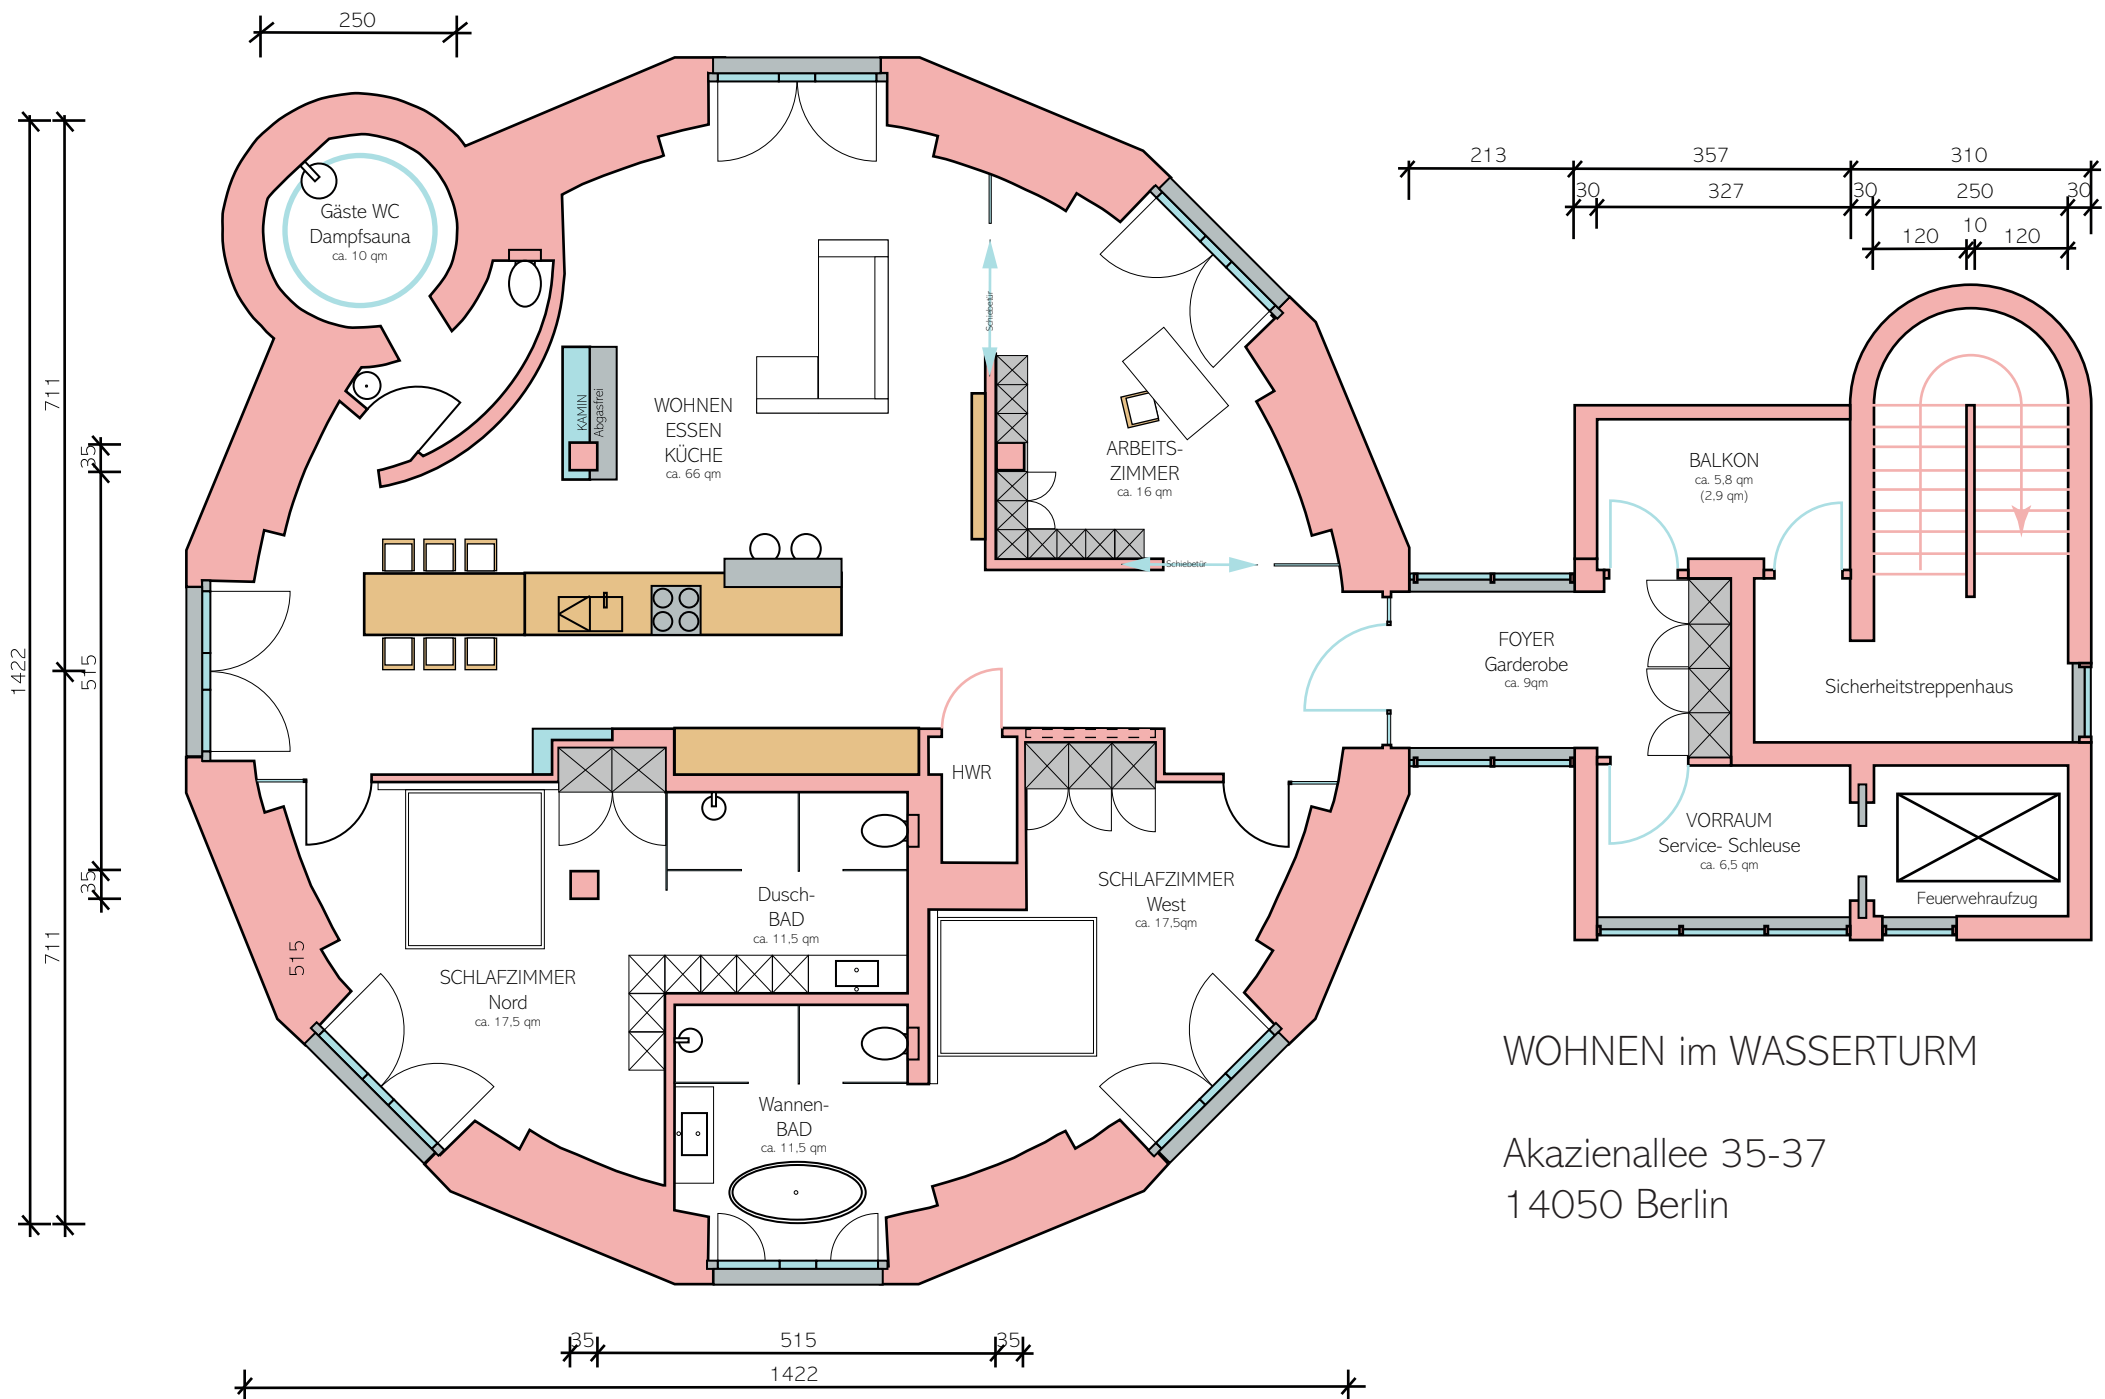 250
213
357
310
30
327
30
250
30
120
10
120
Gäste WC
Dampfsauna
ca. 10 qm
Schiebetür
KAMIN
Abgasfrei
WOHNEN
ESSEN
KÜCHE
ca. 66 qm
ARBEITS-
ZIMMER
ca. 16 qm
Schiebetür
BALKON
ca. 5,8 qm
(2,9 qm)
FOYER
Garderobe
ca. 9qm
Sicherheitstreppenhaus
HWR
VORRAUM
Service- Schleuse
ca. 6,5 qm
Feuerwehraufzug
SCHLAFZIMMER
West
ca. 17,5qm
Dusch-
BAD
ca. 11,5 qm
SCHLAFZIMMER
Nord
ca. 17,5 qm
Wannen-
BAD
ca. 11,5 qm
1422
711
35
515
35
711
515
35
515
35
1422
WOHNEN im WASSERTURM
Akazienallee 35-37
14050 Berlin